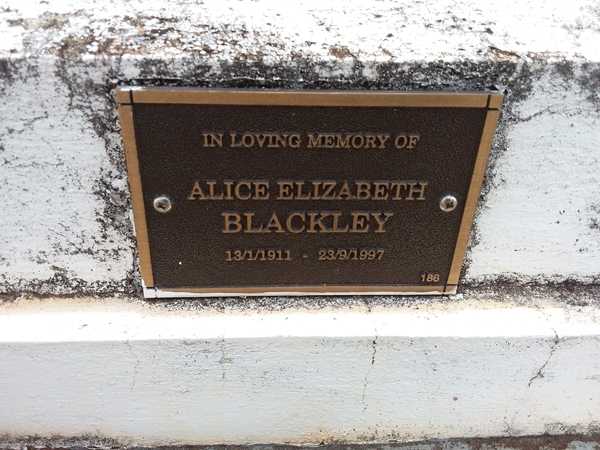 IN LOVING MEMORY OF
ALICE ELIZABETH
BLACKLEY
13/1/1911 - 23/9/1997
186